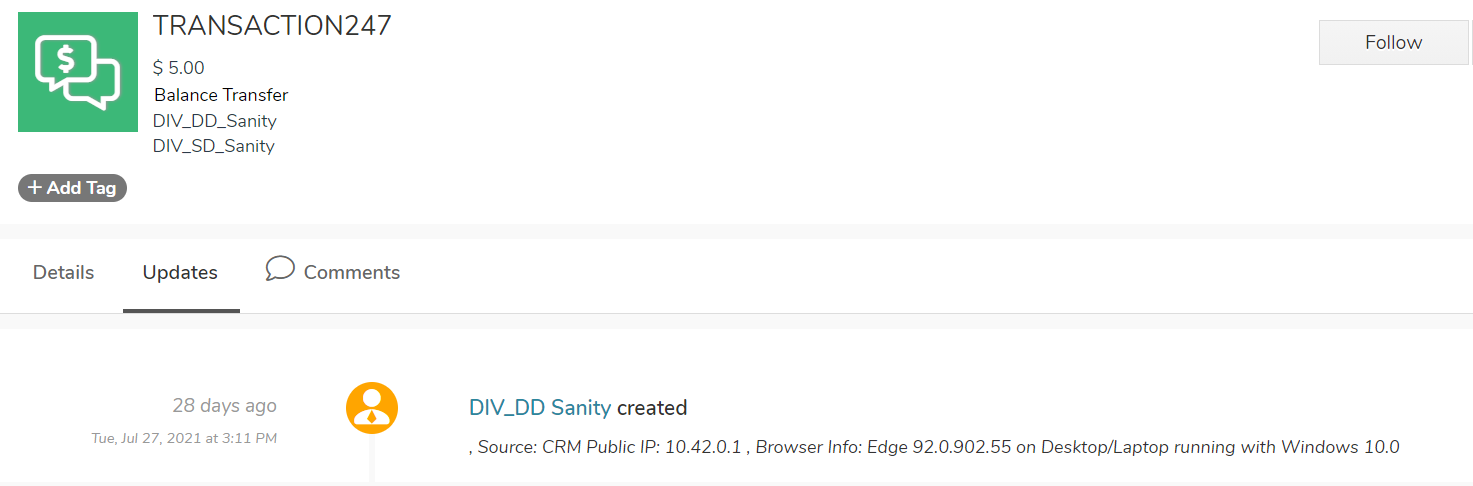 TRANSACTION247
Follow
$ 5.00
Balance Transfer
DIV_DD_Sanity
DIV_SD_Sanity
+ Add Tag
Details Updates Comments
28 days ago
DIV_DD Sanity created
Tue, Jul 27, 2021 at 3:11 PM
, Source: CRM Public IP: 10.42.0.1 , Browser Info: Edge 92.0.902.55 on Desktop/Laptop running with Windows 10.0